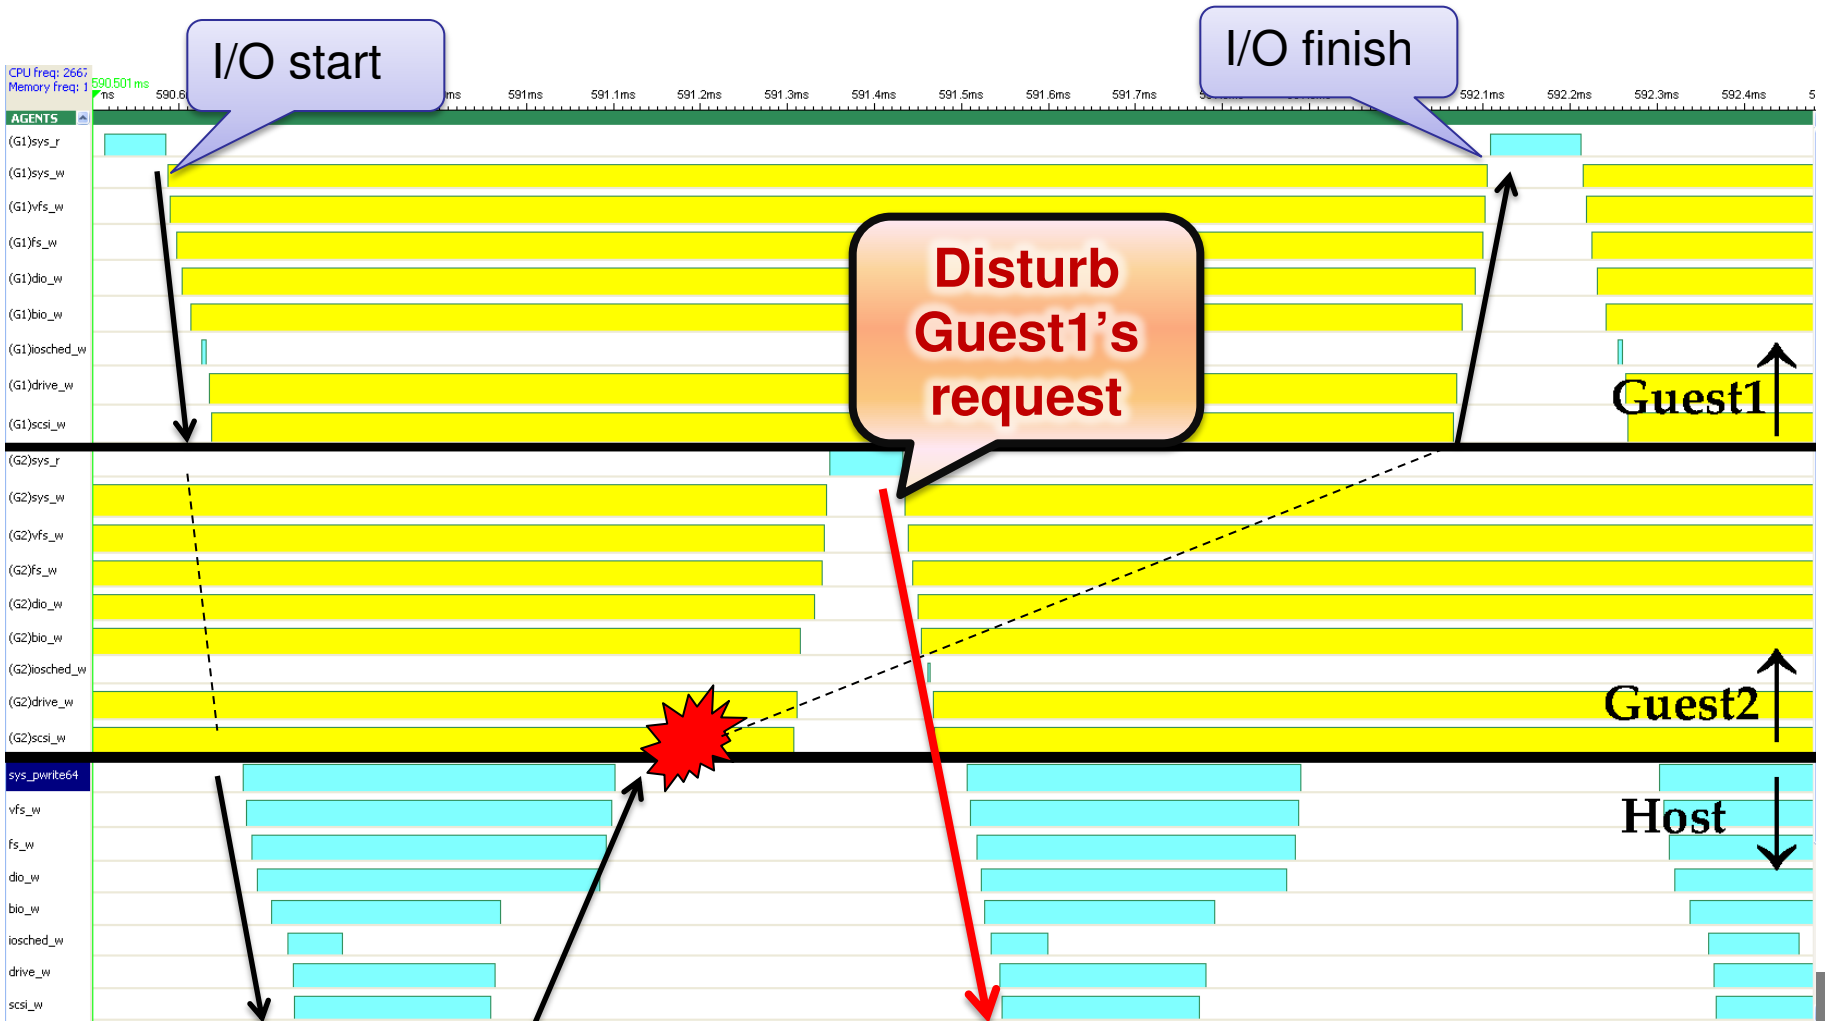 I/O start
I/O finish
CPU freq: 2667
Memory freq: 1
590.501 ms
ms
591ms
591.1ms
591.2ms
591.3ms
591.4ms
591.5ms
591.6ms
591.7ms
592.1ms
592.2ms
592.3ms
592.4ms
AGENTS
(G1)sys_r
(G1)sys_w
(G1)vfs_w
(G1)fs_w
(G1)dio_w
(G1)bio_w
(G1)iosched_w
(G1)drive_w
(G1)scsi_w
Disturb
Guest1’s
request
Guest1
(G2)sys_r
(G2)sys_w
(G2)vfs_w
(G2)fs_w
(G2)dio_w
(G2)bio_w
(G2)iosched_w
(G2)drive_w
(G2)scsi_w
Guest2
sys_pwrite64
vfs_w
fs_w
dio_w
bio_w
iosched_w
drive_w
scsi_w
Host